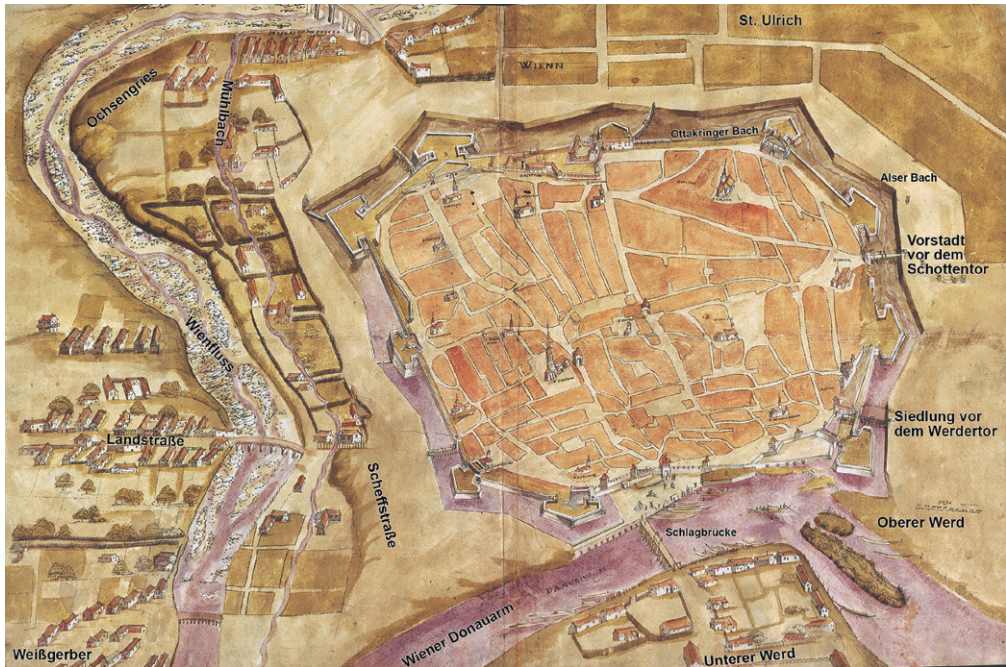 St. Ulrich
WIENN
Ochsengries
Mühlbach
Ottakringer Bach
Alser Bach
Vorstadt
vor dem
Schottentor
Wienfluss
Landstraße
Siedlung vor
dem Werdertor
Scheffstraße
Oberer Werd
Schlagbrücke
Wiener Donauarm
Weißgerber
Unterer Werd